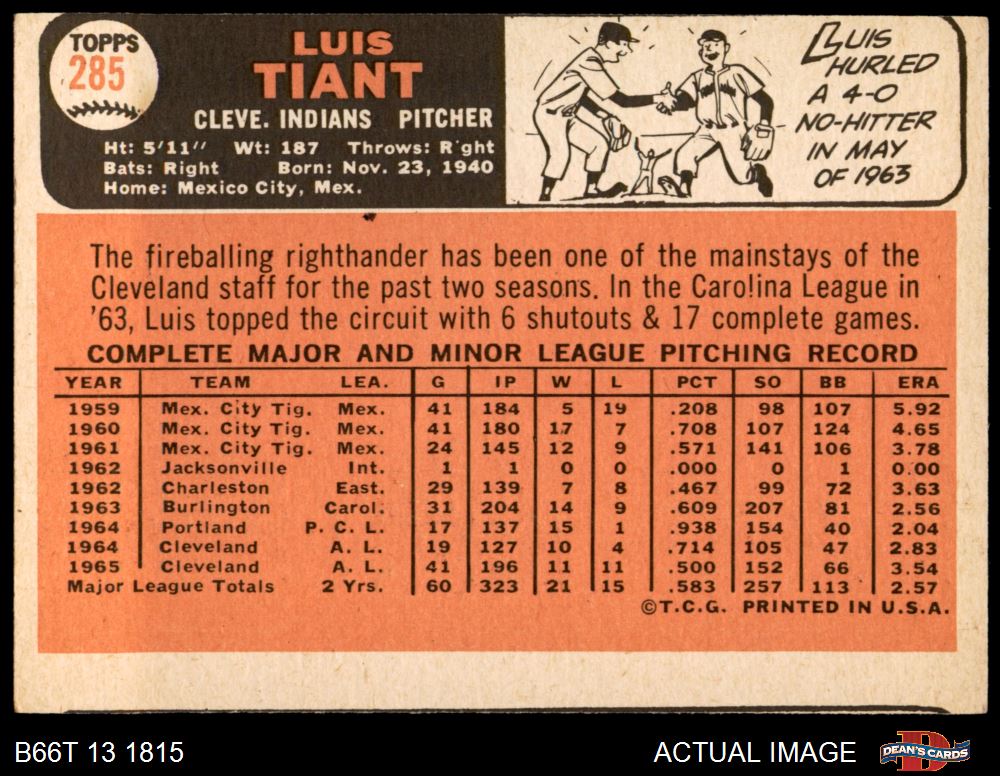 TOPPS
285
LUIS
TIANT
CLEVE. INDIANS PITCHER
Ht: 5'11" Wt: 187 Throws: R'ght
Bats: Right Born: Nov. 23, 1940
Home: Mexico City, Mex.
LUIS
HURLED
A 4-0
NO-HITTER
IN MAY
OF 1963
The fireballing righthander has been one of the mainstays of the
Cleveland staff for the past two seasons. In the Carolina League in
'63, Luis topped the circuit with 6 shutouts & 17 complete games.
COMPLETE MAJOR AND MINOR LEAGUE PITCHING RECORD
YEAR TEAM LEA. G IP W L PCT SO BB ERA
1959 Mex. City Tig. Mex. 41 184 5 19 .208 98 107 5.92
1960 Mex. City Tig. Mex. 41 180 17 7 .708 107 124 4.65
1961 Mex. City Tig. Mex. 24 145 12 9 .571 141 106 3.78
1962 Jacksonville Int. 1 1 0 0 .000 0 1 0.00
1962 Charleston East. 29 139 7 8 .467 99 72 3.63
1963 Burlington Carol. 31 204 14 9 .609 207 81 2.56
1964 Portland P. C. L. 17 137 15 1 .938 154 40 2.04
1964 Cleveland A. L. 19 127 10 4 .714 105 47 2.83
1965 Cleveland A. L. 41 196 11 11 .500 152 66 3.54
Major League Totals 2 Yrs. 60 323 21 15 .583 257 113 2.57
©T.C.G. PRINTED IN U.S.A.
B66T 13 1815
ACTUAL IMAGE
DEAN'S CARDS